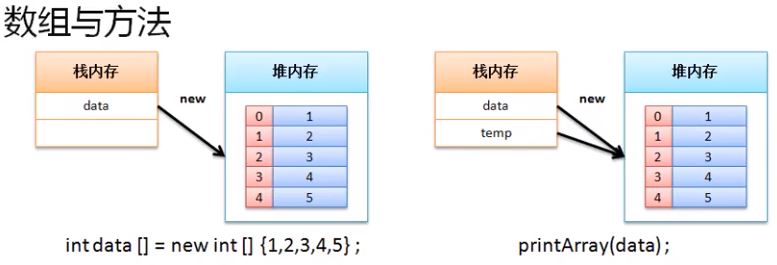 数组与方法
栈内存
data
new
堆内存
0 1
1 2
2 3
3 4
4 5
int data [] = new int [] {1,2,3,4,5} ;
栈内存
data
temp
new
堆内存
0 1
1 2
2 3
3 4
4 5
printArray(data) ;